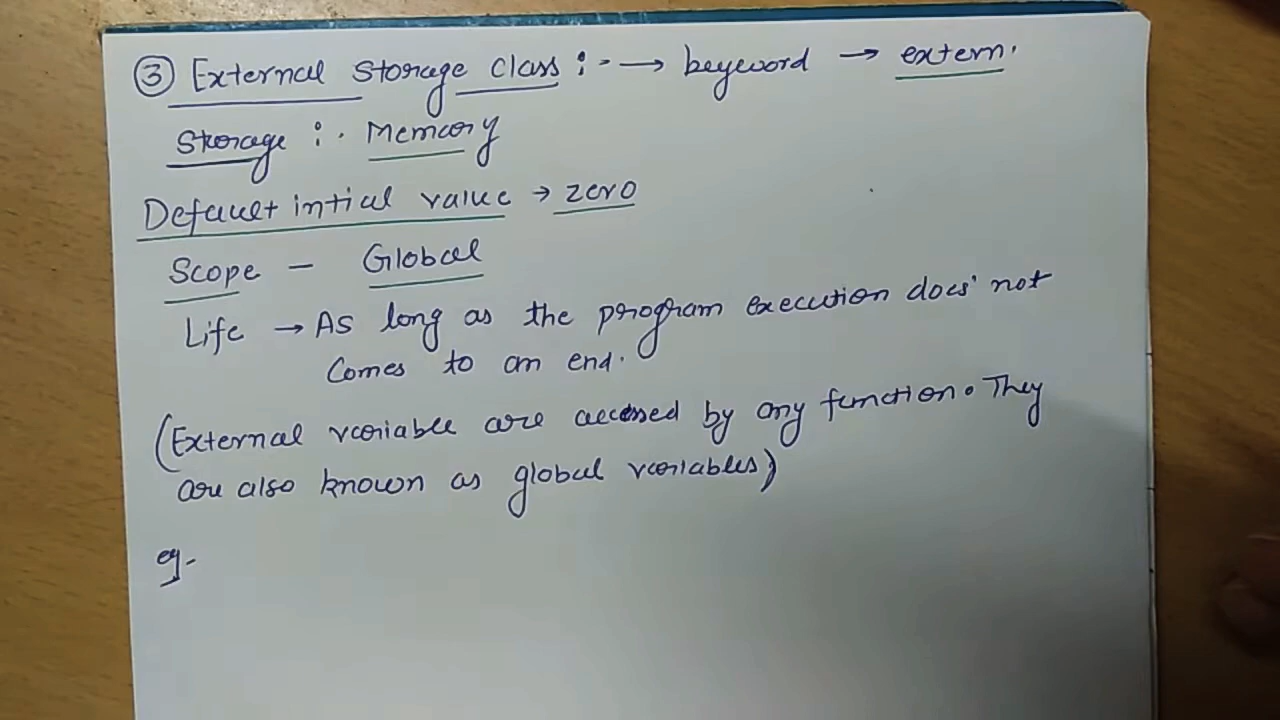 ③ External Storage Class :- → keyword → extern.
Storage :- Memory
Default intial value → zero
Scope - Global
Life → As long as the program execution does not
Comes to an end.
(External variable are accessed by any function. They
are also known as global variables)
eg.-